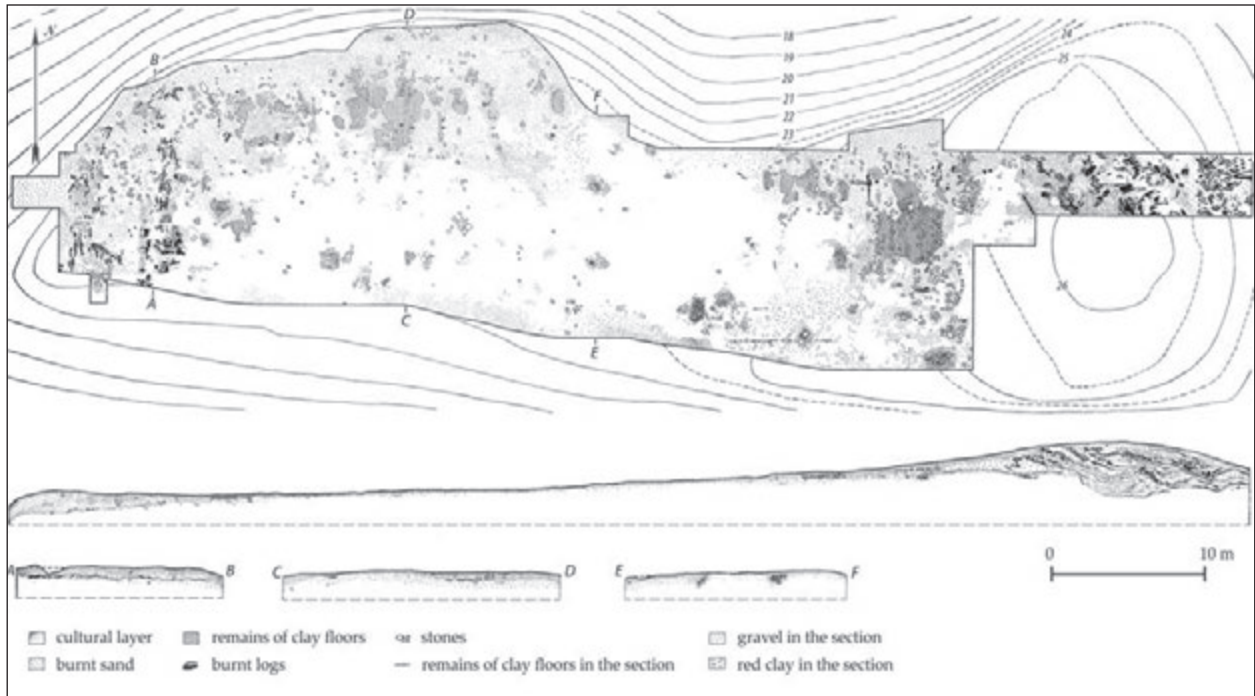 N
D
B
F
18
19
20
21
22
23
24
25
26
A
C
E
A B C D E F
0 10 m
cultural layer remains of clay floors stones gravel in the section
burnt sand burnt logs remains of clay floors in the section red clay in the section